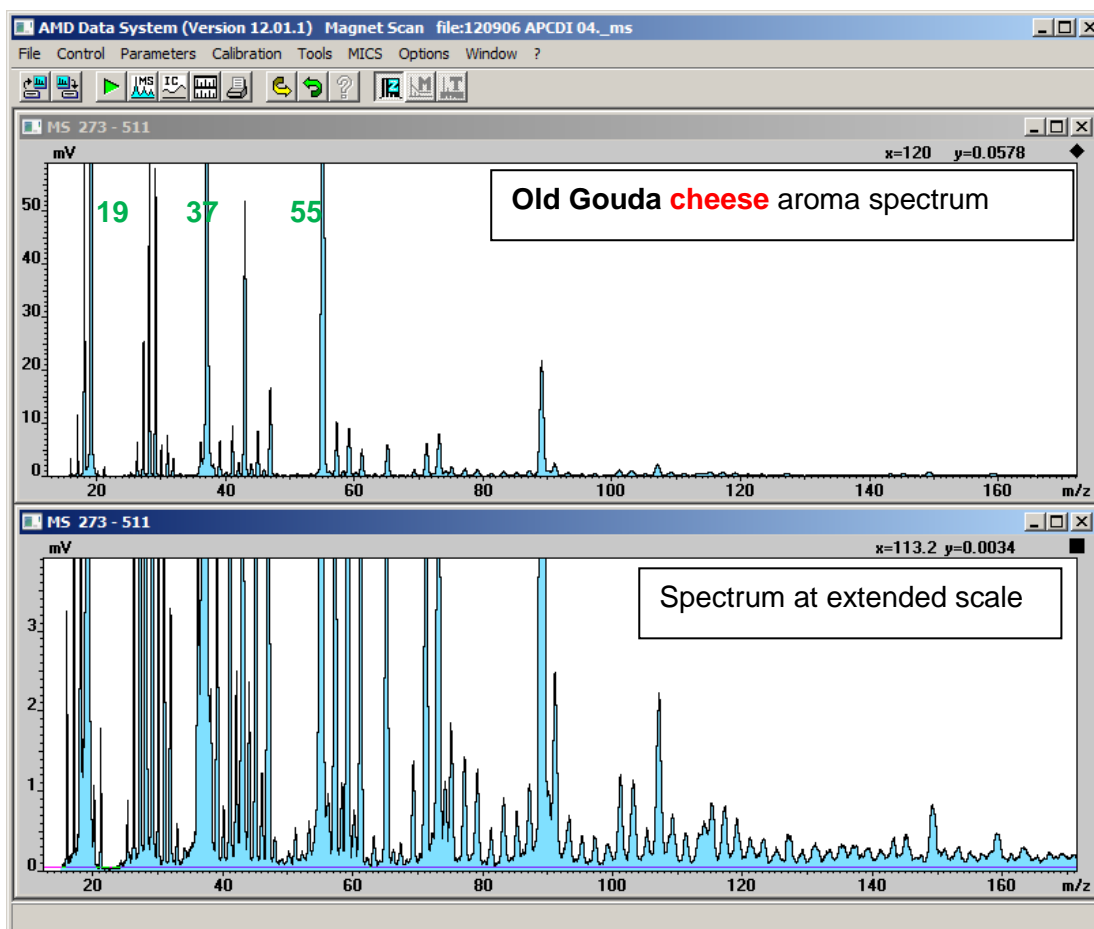 AMD Data System (Version 12.01.1) Magnet Scan file:120906 APCDI 04._ms
File Control Parameters Calibration Tools MICS Options Window ?
MS IC M T
MS 273 - 511
mV
x=120 y=0.0578
Old Gouda cheese aroma spectrum
19 37 55
50
40
30
20
10
0
20 40 60 80 100 120 140 160 m/z
MS 273 - 511
mV
x=113.2 y=0.0034
Spectrum at extended scale
3
2
1
0
20 40 60 80 100 120 140 160 m/z